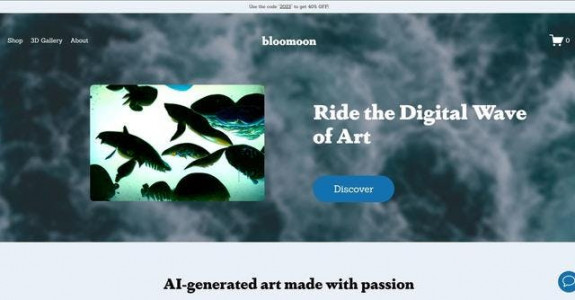 Use the code '2023' to get 40% OFF!
Shop 3D Gallery About
bloomoon
0
Ride the Digital Wave
of Art
Discover
AI-generated art made with passion